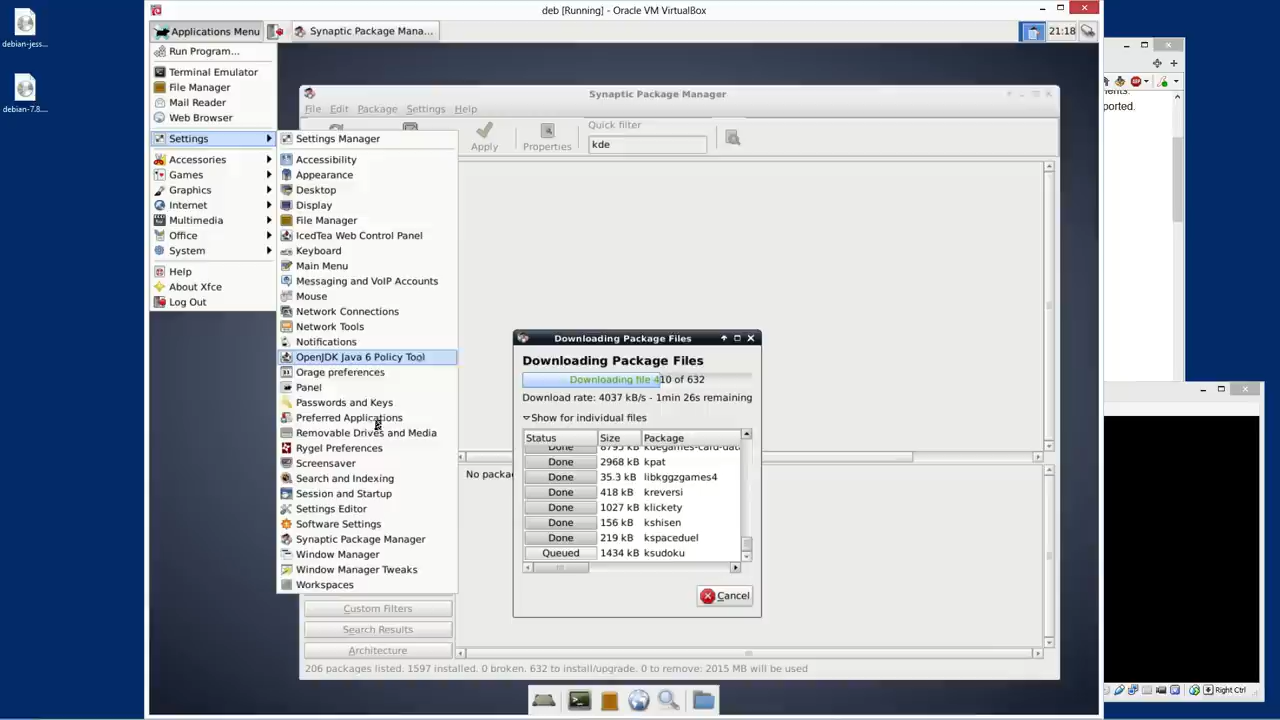 deb [Running] - Oracle VM VirtualBox
debian-jess...
debian-7.8....
Applications Menu
Synaptic Package Mana...
21:18
Run Program...
Terminal Emulator
File Manager
Mail Reader
Web Browser
Settings
Accessories
Games
Graphics
Internet
Multimedia
Office
System
Help
About Xfce
Log Out
Settings Manager
Accessibility
Appearance
Desktop
Display
File Manager
IcedTea Web Control Panel
Keyboard
Main Menu
Messaging and VoIP Accounts
Mouse
Network Connections
Network Tools
Notifications
OpenJDK Java 6 Policy Tool
Orage preferences
Panel
Passwords and Keys
Preferred Applications
Removable Drives and Media
Rygel Preferences
Screensaver
Search and Indexing
Session and Startup
Settings Editor
Software Settings
Synaptic Package Manager
Window Manager
Window Manager Tweaks
Workspaces
Synaptic Package Manager
File Edit Package Settings Help
Apply
Properties
Quick filter
kde
No packa
Custom Filters
Search Results
Architecture
206 packages listed. 1597 installed. 0 broken. 632 to install/upgrade. 0 to remove: 2015 MB will be used
Downloading Package Files
Downloading Package Files
Downloading file 410 of 632
Download rate: 4037 kB/s - 1min 26s remaining
Show for individual files
Status Size Package
Done 2968 kB kpat
Done 35.3 kB libkggzgames4
Done 418 kB kreversi
Done 1027 kB klickety
Done 156 kB kshisen
Done 219 kB kspaceduel
Queued 1434 kB ksudoku
Cancel
ported.
Right Ctrl